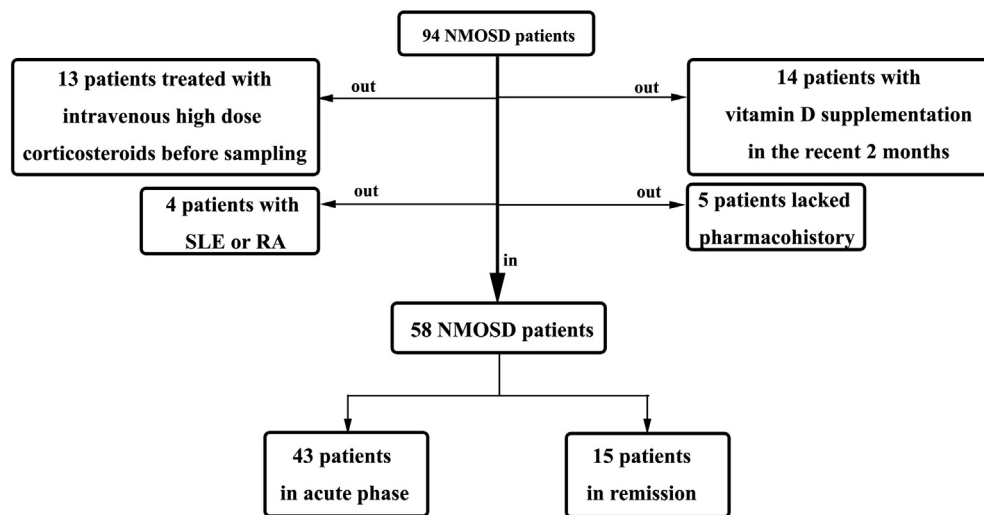 94 NMOSD patients
13 patients treated with
intravenous high dose
corticosteroids before sampling
out
out
14 patients with
vitamin D supplementation
in the recent 2 months
4 patients with
SLE or RA
out
out
5 patients lacked
pharmacohistory
in
58 NMOSD patients
43 patients
in acute phase
15 patients
in remission